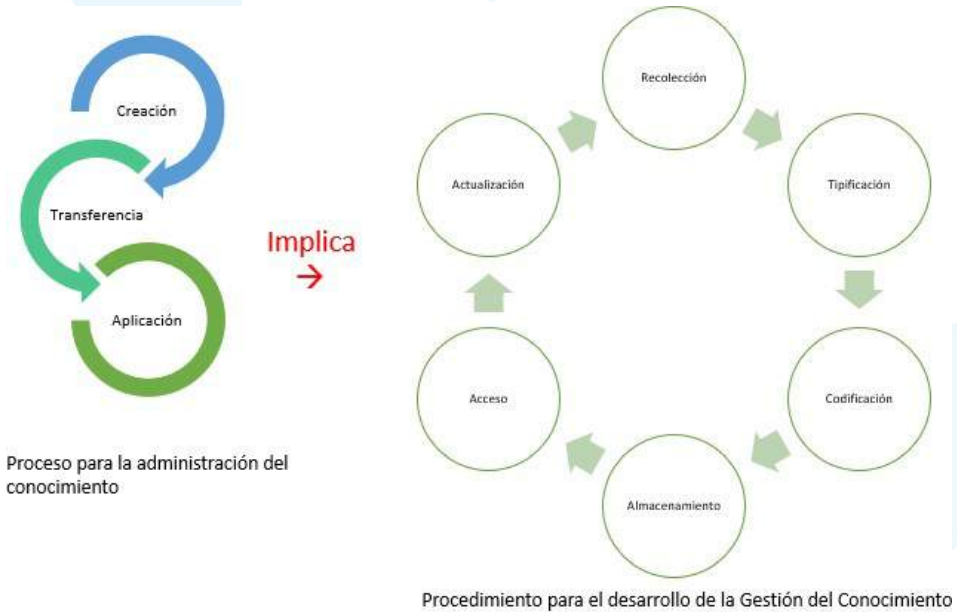 Creación
Transferencia
Aplicación
Proceso para la administración del
conocimiento
Implica
→
Recolección
Tipificación
Codificación
Almacenamiento
Acceso
Actualización
Procedimiento para el desarrollo de la Gestión del Conocimiento